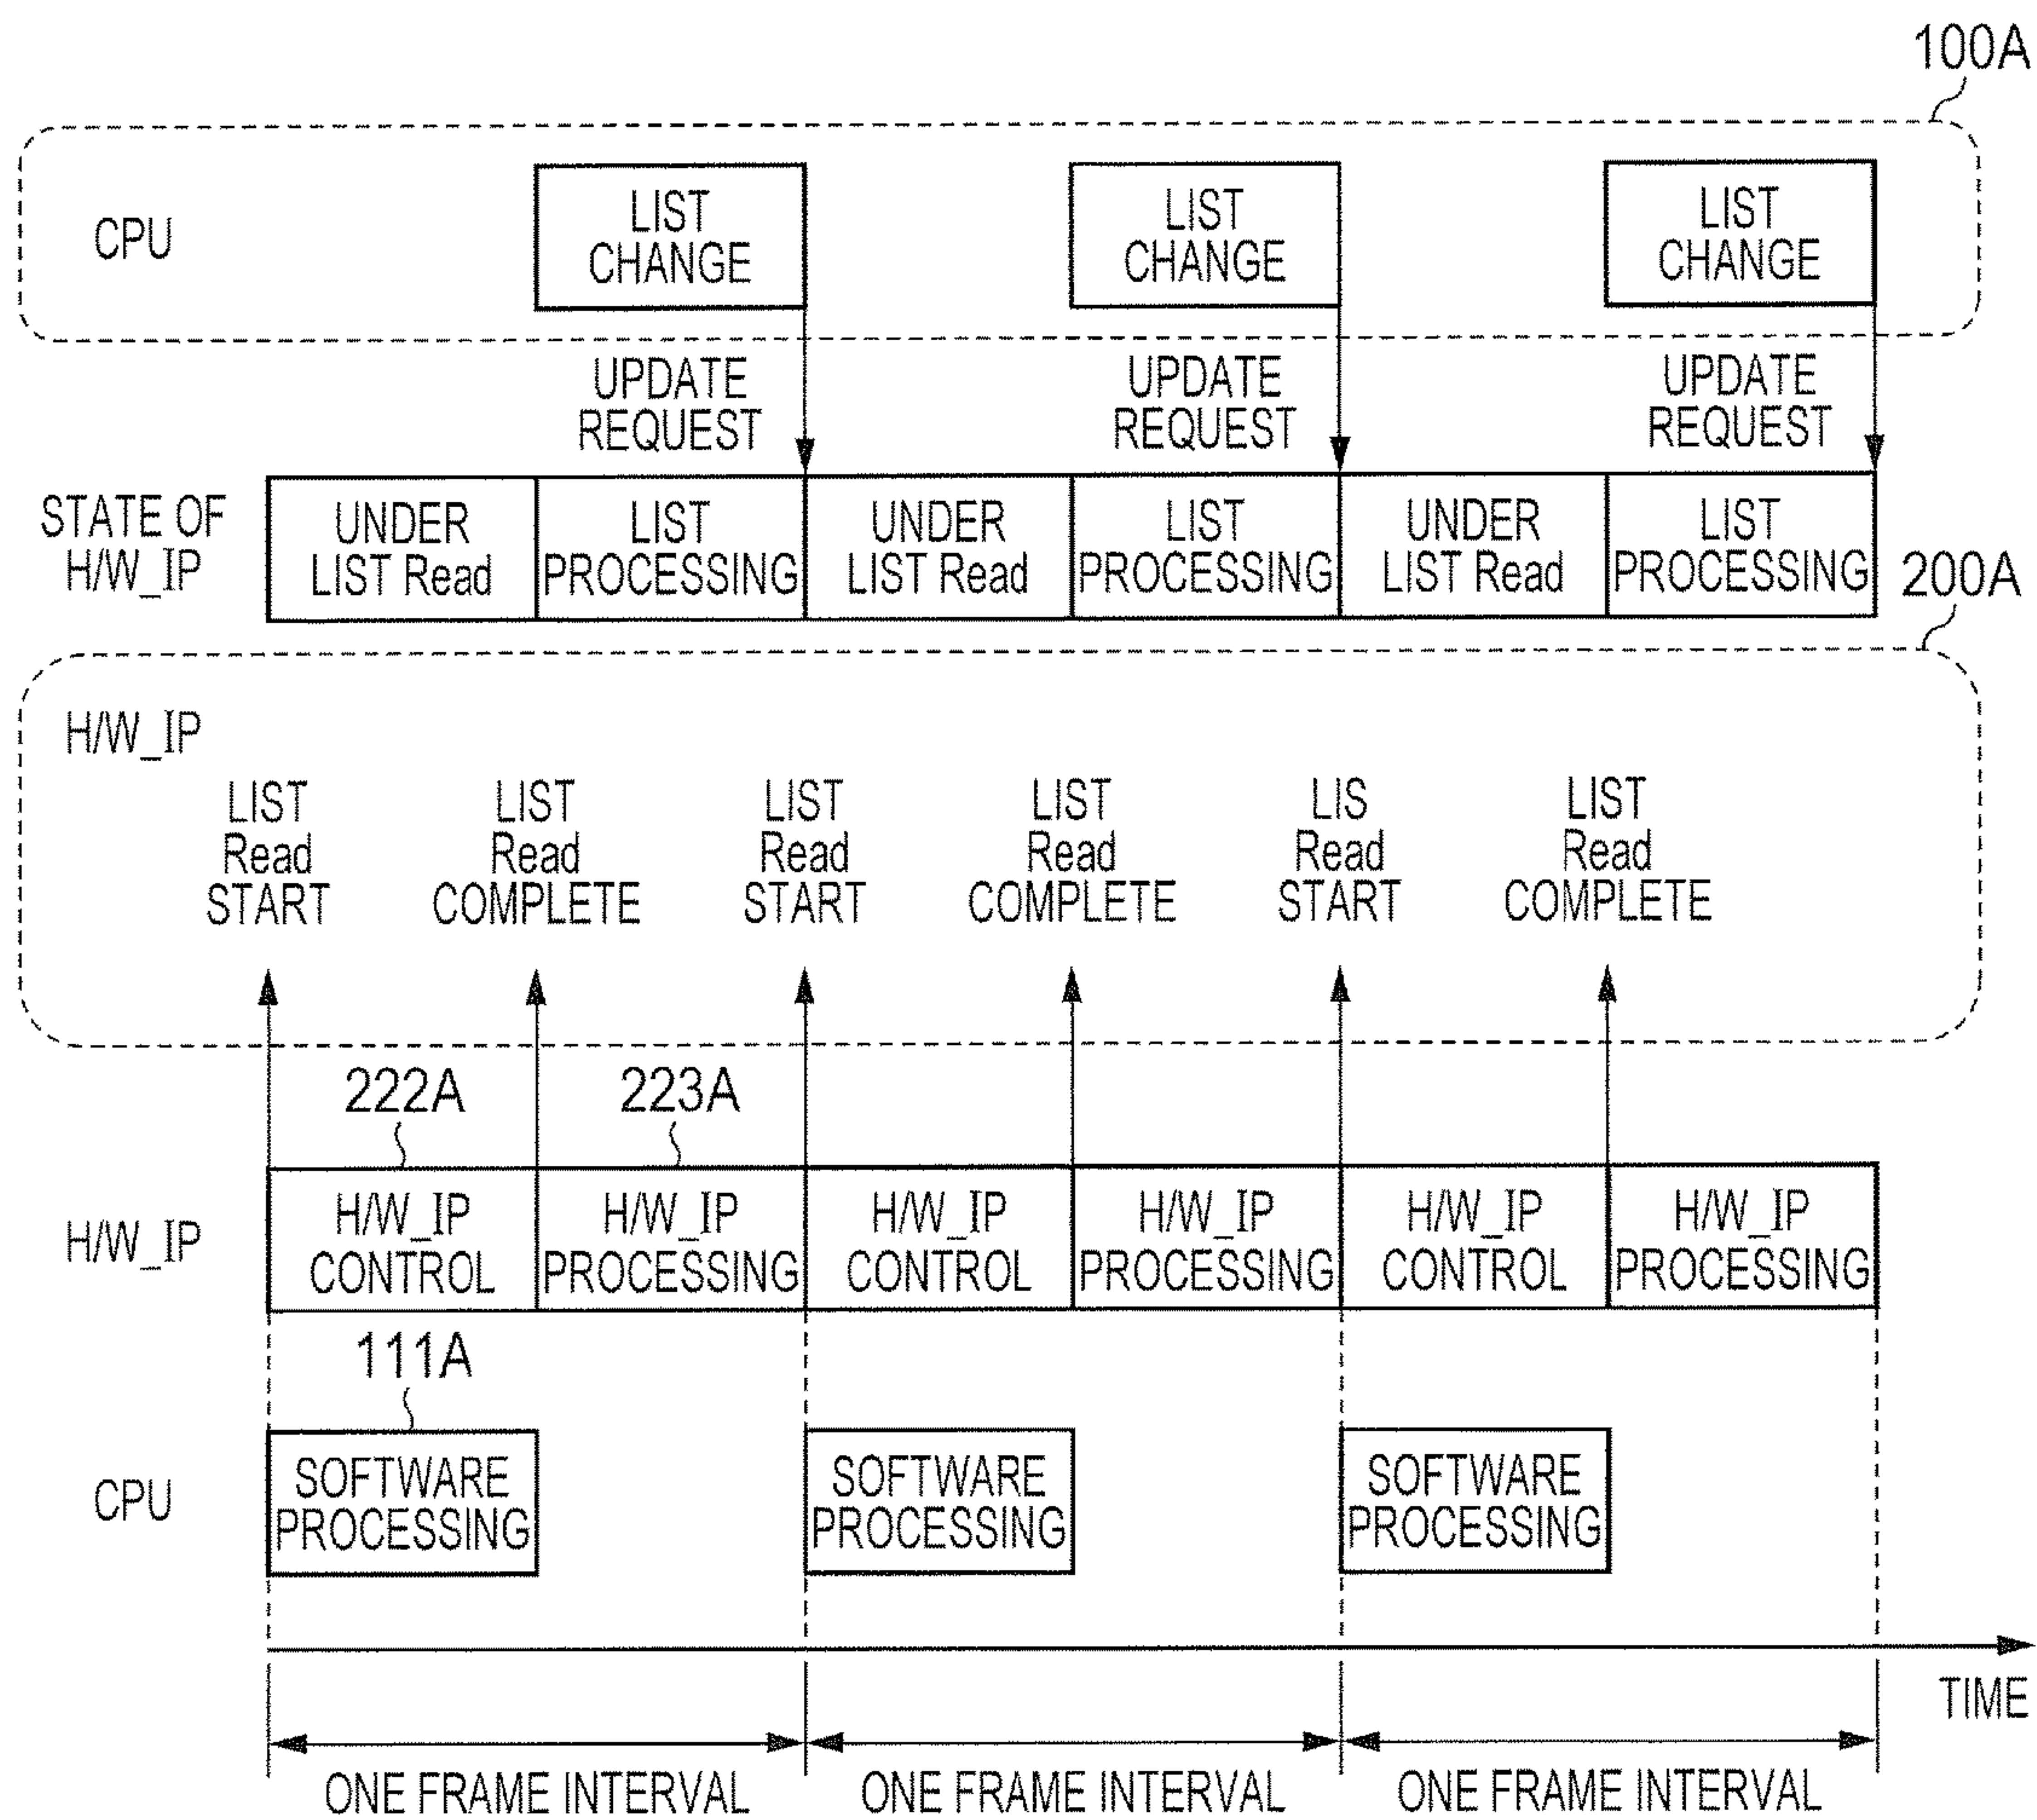 100A
CPU
LIST
CHANGE
LIST
CHANGE
LIST
CHANGE
UPDATE
REQUEST
UPDATE
REQUEST
UPDATE
REQUEST
STATE OF
H/W_IP
UNDER
LIST Read
LIST
PROCESSING
UNDER
LIST Read
LIST
PROCESSING
UNDER
LIST Read
LIST
PROCESSING
200A
H/W_IP
LIST
Read
START
LIST
Read
COMPLETE
LIST
Read
START
LIST
Read
COMPLETE
LIS
Read
START
LIST
Read
COMPLETE
222A
223A
H/W_IP
H/W_IP
CONTROL
H/W_IP
PROCESSING
H/W_IP
CONTROL
H/W_IP
PROCESSING
H/W_IP
CONTROL
H/W_IP
PROCESSING
111A
CPU
SOFTWARE
PROCESSING
SOFTWARE
PROCESSING
SOFTWARE
PROCESSING
TIME
ONE FRAME INTERVAL
ONE FRAME INTERVAL
ONE FRAME INTERVAL